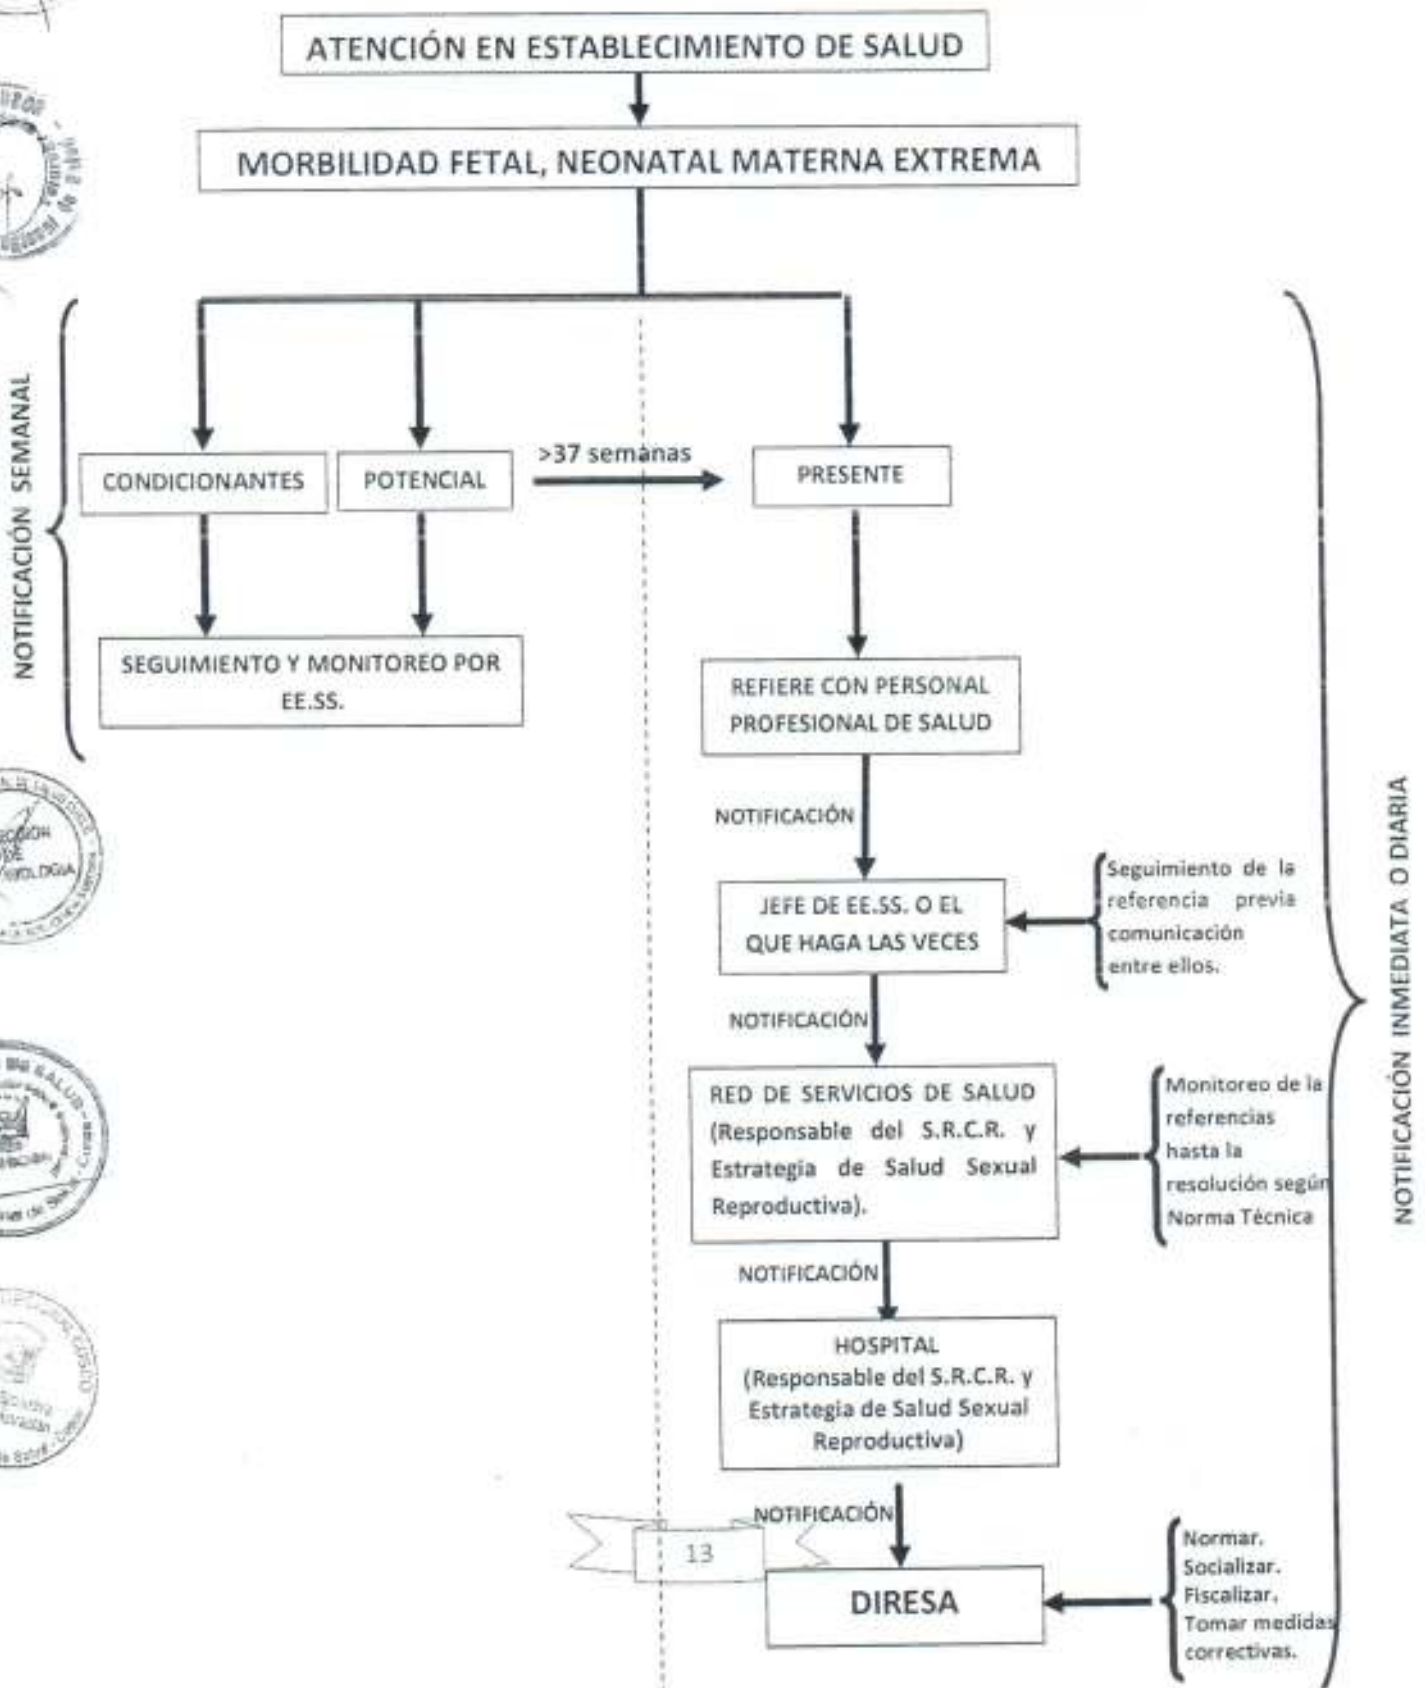 ATENCIÓN EN ESTABLECIMIENTO DE SALUD
MORBILIDAD FETAL, NEONATAL MATERNA EXTREMA
NOTIFICACIÓN SEMANAL
CONDICIONANTES
POTENCIAL
>37 semanas
PRESENTE
SEGUIMIENTO Y MONITOREO POR
EE.SS.
REFIERE CON PERSONAL
PROFESIONAL DE SALUD
NOTIFICACIÓN
JEFE DE EE.SS. O EL
QUE HAGA LAS VECES
Seguimiento de la
referencia previa
comunicación
entre ellos.
NOTIFICACIÓN
RED DE SERVICIOS DE SALUD
(Responsable del S.R.C.R. y
Estrategia de Salud Sexual
Reproductiva).
Monitoreo de la
referencias
hasta la
resolución según
Norma Técnica
NOTIFICACIÓN
HOSPITAL
(Responsable del S.R.C.R. y
Estrategia de Salud Sexual
Reproductiva)
NOTIFICACIÓN
13
DIRESA
Normar.
Socializar.
Fiscalizar.
Tomar medidas
correctivas.
NOTIFICACIÓN INMEDIATA O DIARIA